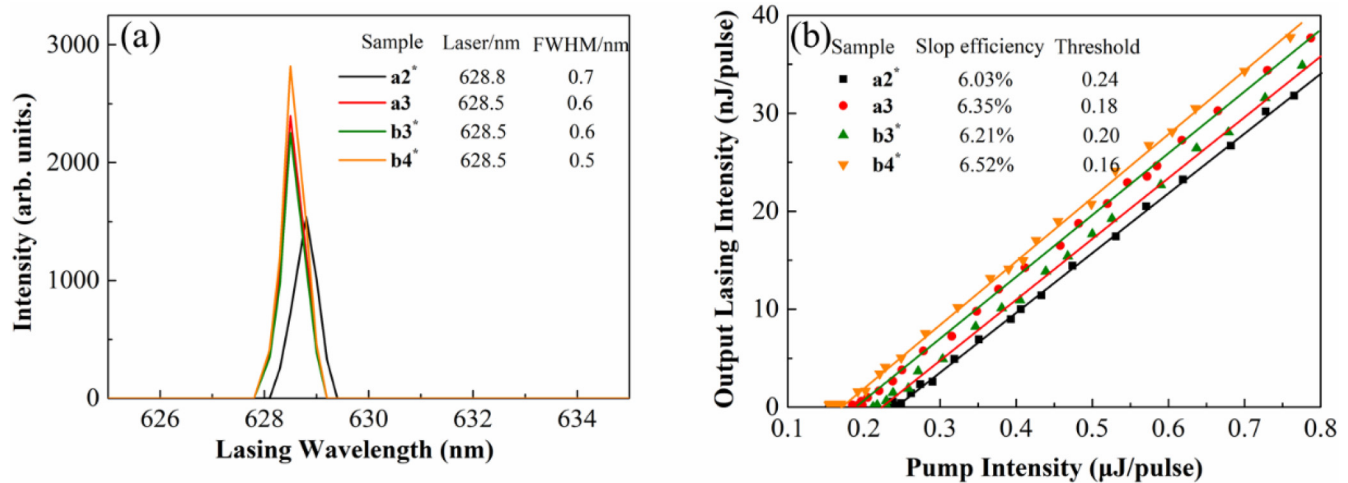 (a)
Sample Laser/nm FWHM/nm
a2* 628.8 0.7
a3 628.5 0.6
b3* 628.5 0.6
b4* 628.5 0.5
3000
2000
1000
0
626 628 630 632 634
Intensity (arb. units.)
Lasing Wavelength (nm)
(b)
Sample Slop efficiency Threshold
a2* 6.03% 0.24
a3 6.35% 0.18
b3* 6.21% 0.20
b4* 6.52% 0.16
40
30
20
10
0
0.1 0.2 0.3 0.4 0.5 0.6 0.7 0.8
Output Lasing Intensity (nJ/pulse)
Pump Intensity (μJ/pulse)